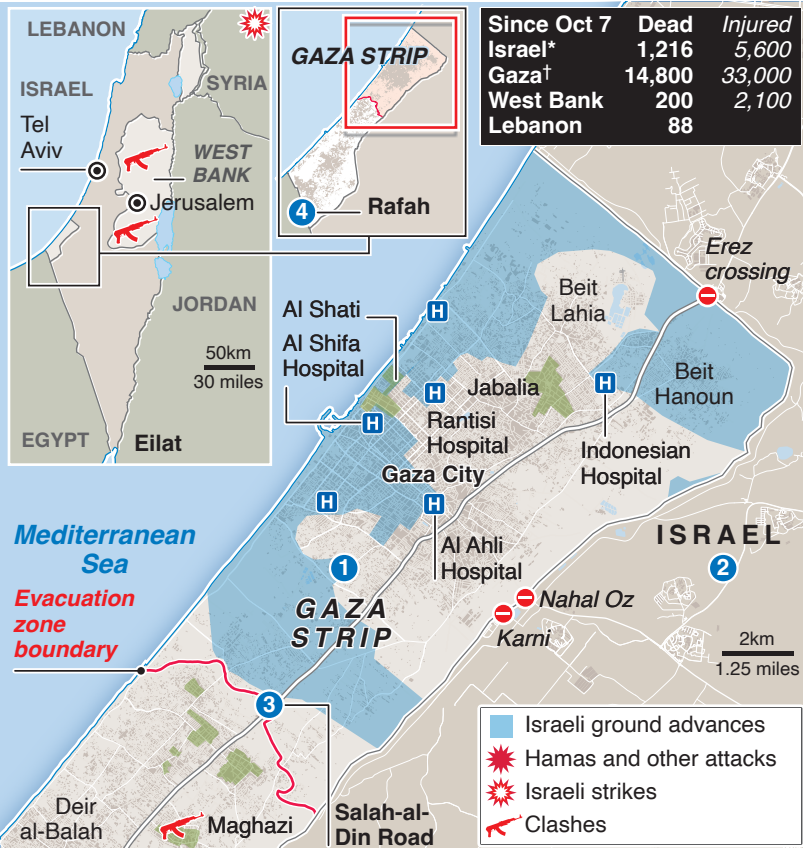 LEBANON
SYRIA
ISRAEL
Tel
Aviv
WEST
BANK
Jerusalem
JORDAN
50km
30 miles
EGYPT
Eilat
GAZA STRIP
4
Rafah
Since Oct 7 Dead Injured
Israel* 1,216 5,600
Gaza† 14,800 33,000
West Bank 200 2,100
Lebanon 88
Erez
crossing
Beit
Lahia
Al Shati
H
Al Shifa
Hospital
Beit
Hanoun
H
Jabalia
H
H
Rantisi
Hospital
Indonesian
Hospital
Gaza City
H
H
Al Ahli
Hospital
Mediterranean
Sea
ISRAEL
2
1
Evacuation
zone
boundary
GAZA
STRIP
Nahal Oz
Karni
2km
1.25 miles
3
Israeli ground advances
Hamas and other attacks
Israeli strikes
Clashes
Deir
al-Balah
Maghazi
Salah-al-
Din Road